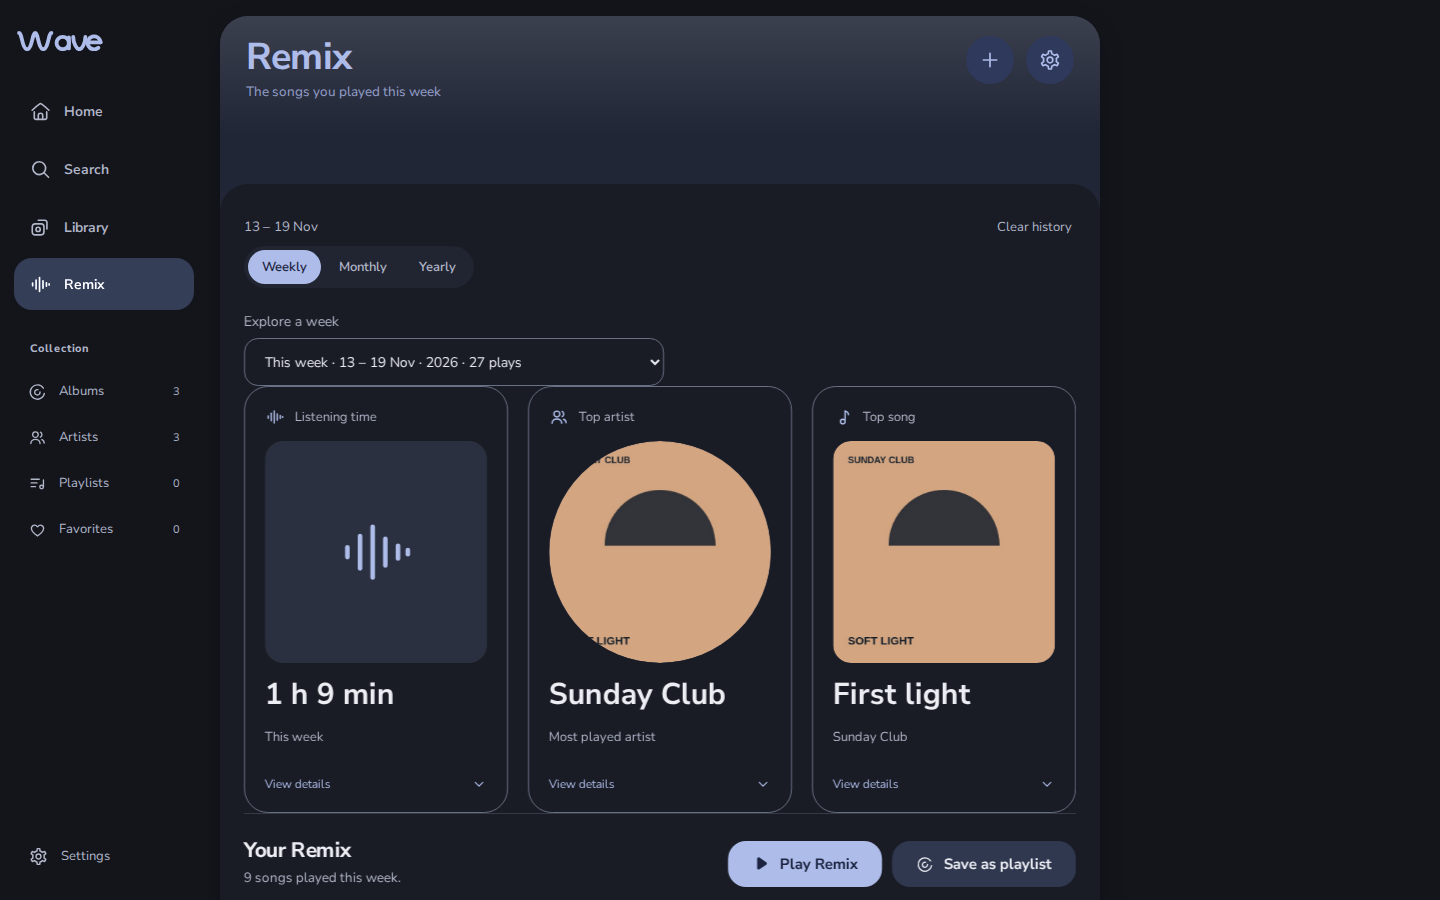 Wave
Home
Search
Library
Remix
Collection
Albums 3
Artists 3
Playlists 0
Favorites 0
Settings
Remix
The songs you played this week
13 – 19 Nov
Clear history
Weekly Monthly Yearly
Explore a week
This week · 13 – 19 Nov · 2026 · 27 plays
Listening time
1 h 9 min
This week
View details
Top artist
CLUB
LIGHT
Sunday Club
Most played artist
View details
Top song
SUNDAY CLUB
SOFT LIGHT
First light
Sunday Club
View details
Your Remix
9 songs played this week.
Play Remix
Save as playlist